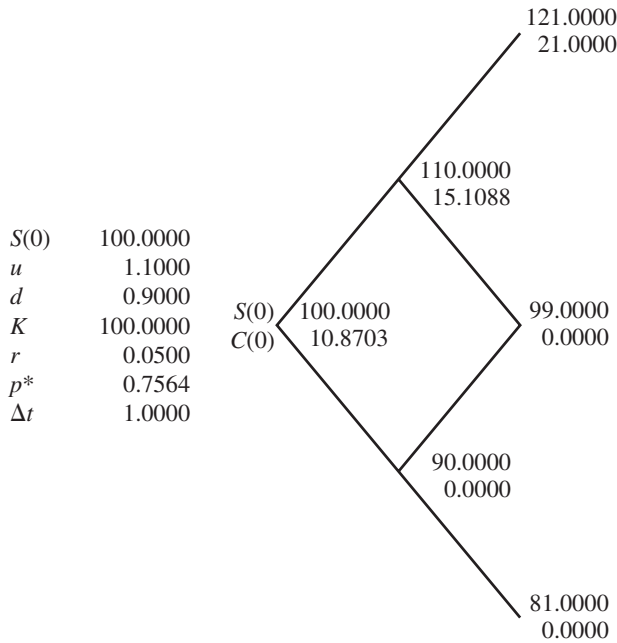 121.0000
21.0000
110.0000
15.1088
S(0) 100.0000
u 1.1000
d 0.9000
K 100.0000
r 0.0500
p* 0.7564
Δt 1.0000
S(0) 100.0000
C(0) 10.8703
99.0000
0.0000
90.0000
0.0000
81.0000
0.0000